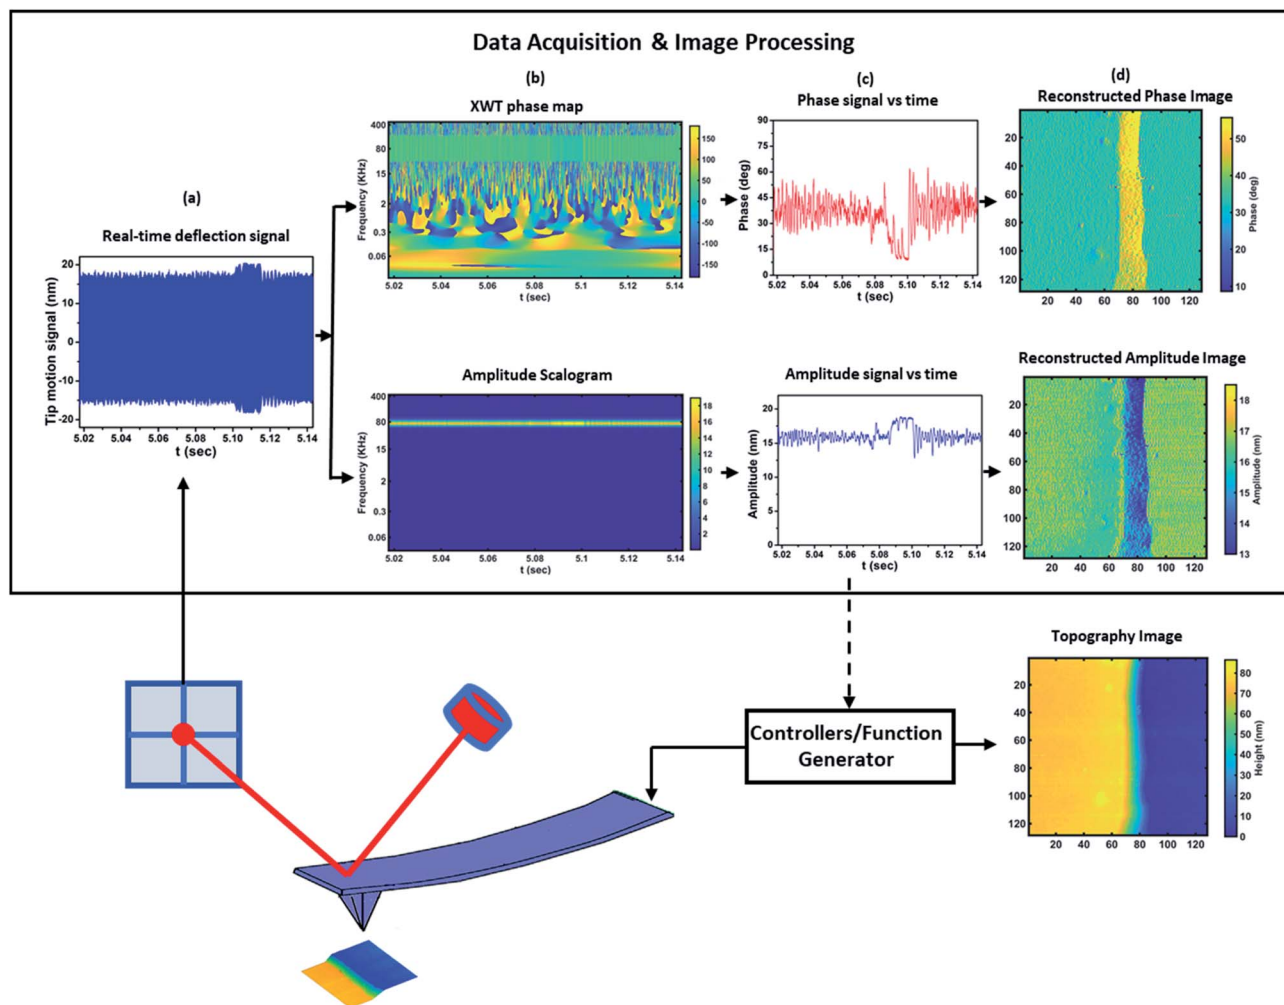 Data Acquisition & Image Processing
(a)
Real-time deflection signal
Tip motion signal (nm)
20
10
0
-10
-20
5.02 5.04 5.06 5.08 5.10 5.12 5.14
t (sec)
(b)
XWT phase map
Frequency (KHz)
400
80
15
2
0.3
0.06
5.02 5.04 5.06 5.08 5.1 5.12 5.14
t (sec)
150
100
50
0
-50
-100
-150
(c)
Phase signal vs time
Phase (deg)
90
75
60
45
30
15
0
5.02 5.04 5.06 5.08 5.10 5.12 5.14
t (sec)
(d)
Reconstructed Phase Image
20
40
60
80
100
120
20 40 60 80 100 120
50
40
30
20
10
Phase (deg)
Amplitude Scalogram
Frequency (KHz)
400
80
15
2
0.3
0.06
5.02 5.04 5.06 5.08 5.1 5.12 5.14
t (sec)
18
16
14
12
10
8
6
4
2
Amplitude signal vs time
Amplitude (nm)
20
15
10
5
0
5.02 5.04 5.06 5.08 5.10 5.12 5.14
t (sec)
Reconstructed Amplitude Image
20
40
60
80
100
120
20 40 60 80 100 120
18
17
16
15
14
13
Amplitude (nm)
Controllers/Function
Generator
Topography Image
20
40
60
80
100
120
20 40 60 80 100 120
80
70
60
50
40
30
20
10
0
Height (nm)